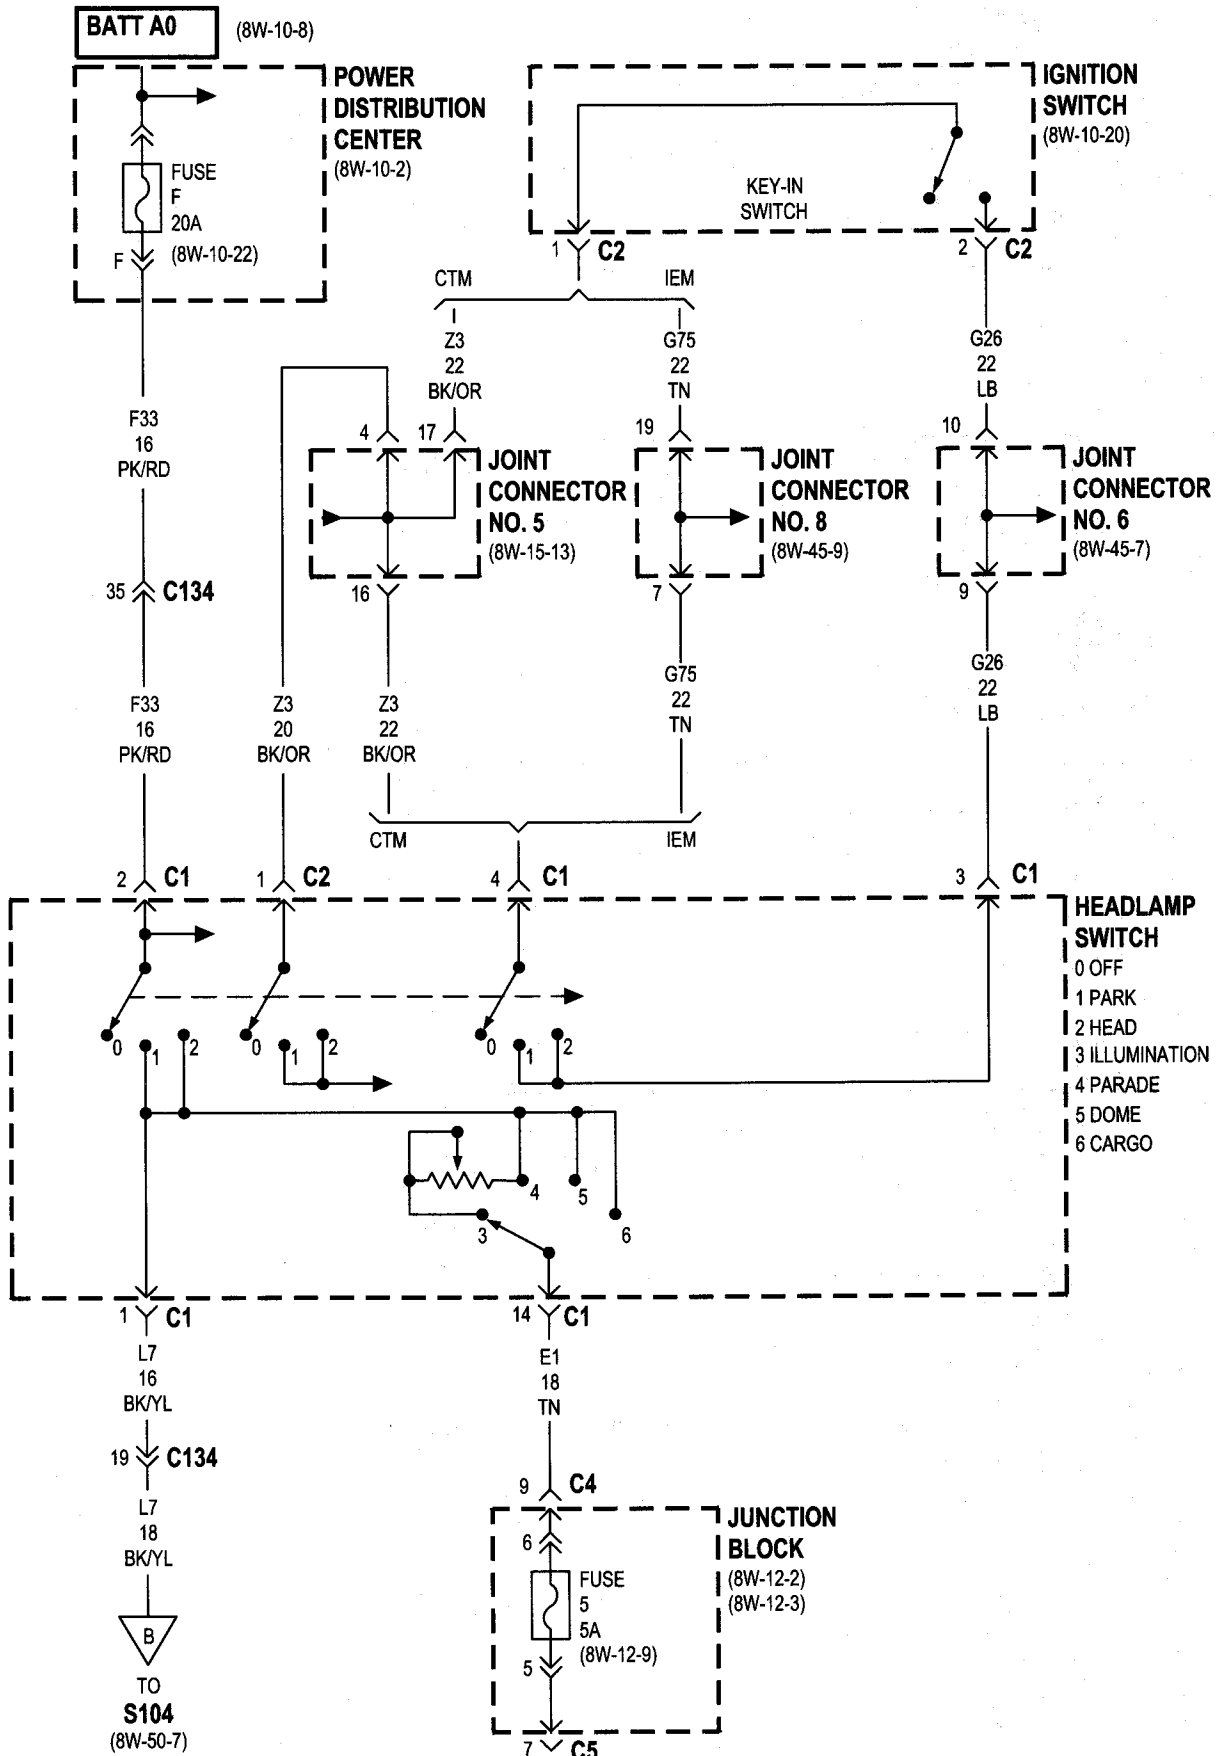 BATT A0
(8W-10-8)
POWER
DISTRIBUTION
CENTER
(8W-10-2)
FUSE
F
20A
(8W-10-22)
F
IGNITION
SWITCH
(8W-10-20)
KEY-IN
SWITCH
1
C2
2
C2
CTM
IEM
Z3
22
BK/OR
G75
22
TN
G26
22
LB
F33
16
PK/RD
4
17
19
10
JOINT
CONNECTOR
NO. 5
(8W-15-13)
JOINT
CONNECTOR
NO. 8
(8W-45-9)
JOINT
CONNECTOR
NO. 6
(8W-45-7)
35
C134
16
7
9
F33
16
PK/RD
Z3
20
BK/OR
Z3
22
BK/OR
G75
22
TN
G26
22
LB
CTM
IEM
2
C1
1
C2
4
C1
3
C1
HEADLAMP
SWITCH
0 OFF
1 PARK
2 HEAD
3 ILLUMINATION
4 PARADE
5 DOME
6 CARGO
0
1
2
0
1
2
0
1
2
4
5
3
6
1
C1
14
C1
L7
16
BK/YL
E1
18
TN
19
C134
9
C4
L7
18
BK/YL
JUNCTION
BLOCK
(8W-12-2)
(8W-12-3)
6
FUSE
5
5A
(8W-12-9)
5
B
TO
S104
(8W-50-7)
7
C5